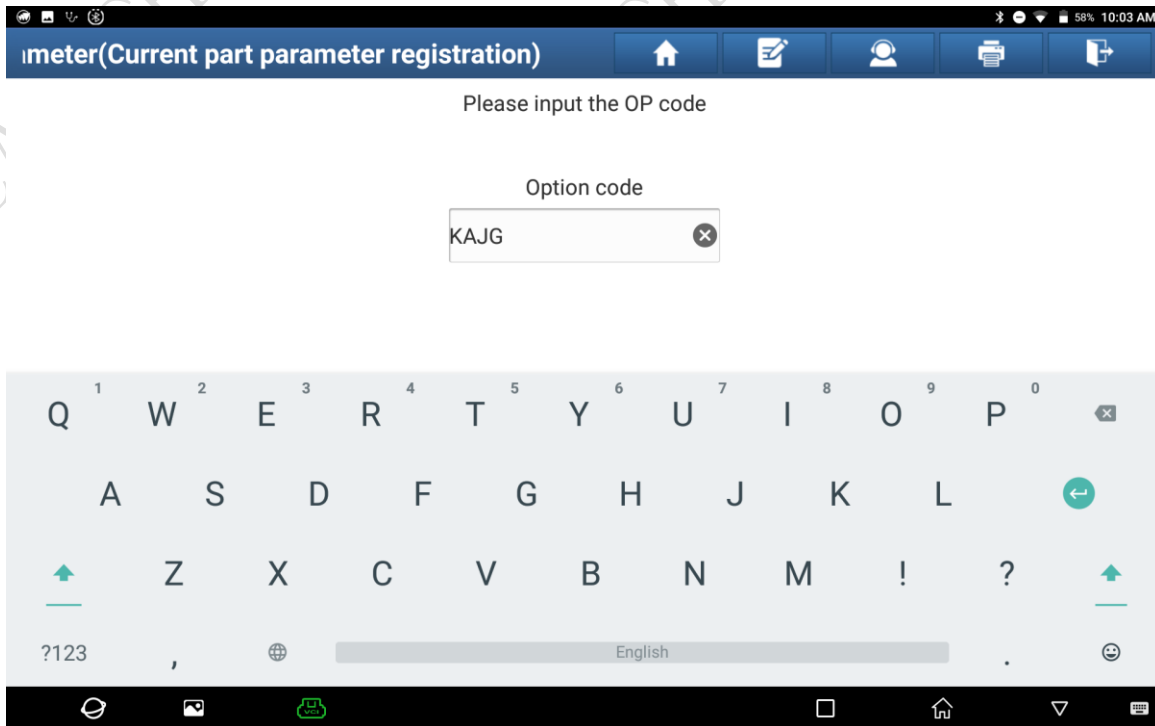 58% 10:03 AM
ımeter(Current part parameter registration)
Please input the OP code
Option code
KAJG
1 2 3 4 5 6 7 8 9 0
Q W E R T Y U I O P
A S D F G H J K L
Z X C V B N M ! ?
?123 , English .
VCI